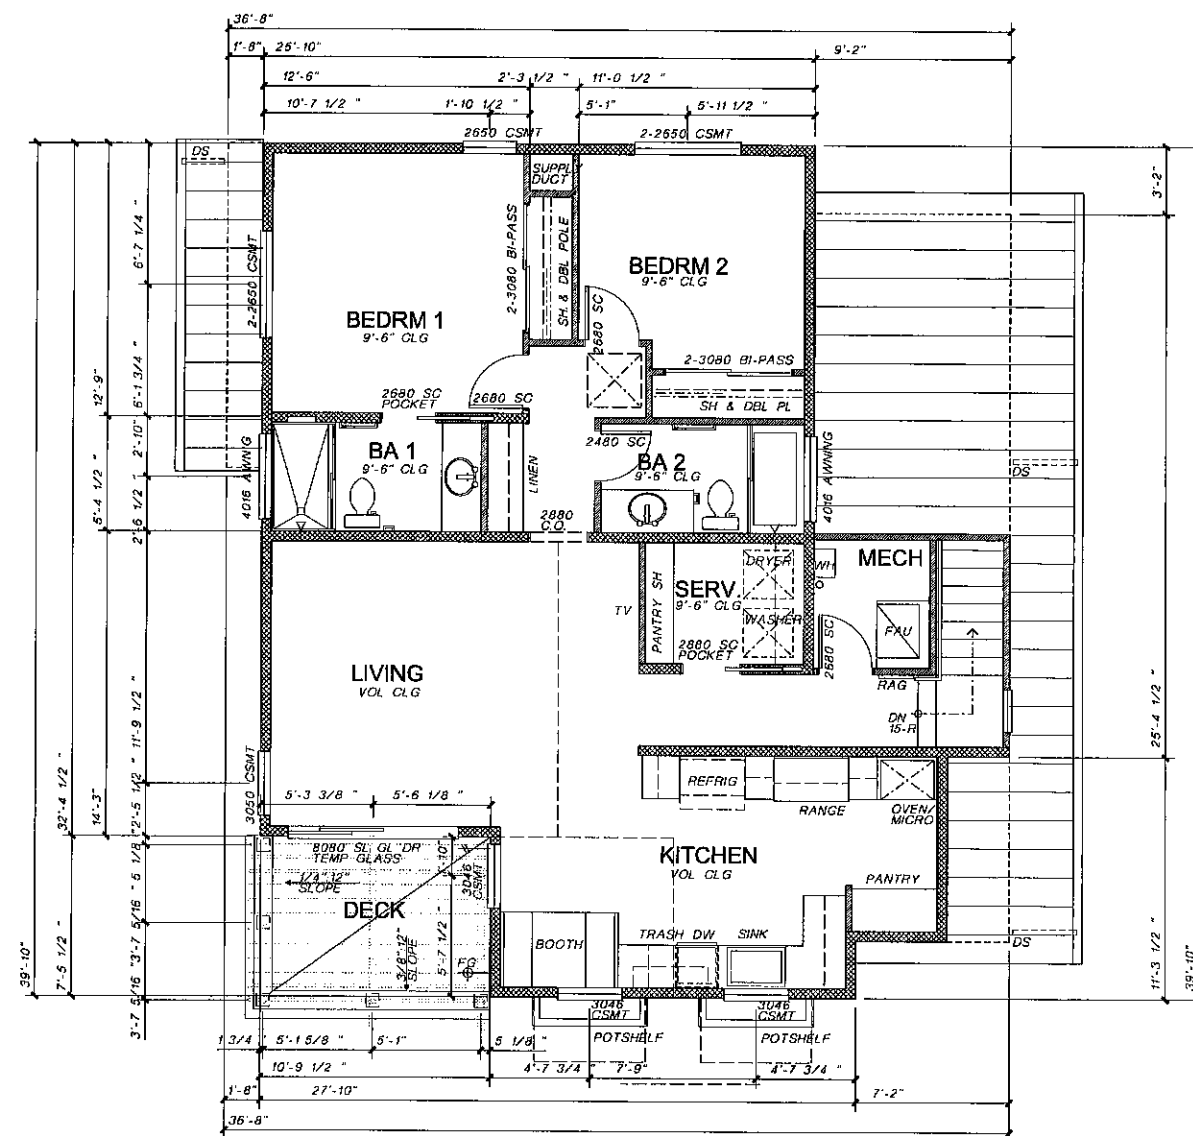 36'-8"
1'-8" 25'-10" 9'-2"
12'-6" 2'-3 1/2 " 11'-0 1/2 "
10'-7 1/2 " 1'-10 1/2 " 5'-1" 5'-11 1/2 "
2650 CSMT 2-2650 CSMT
DS
SUPPLY
DUCT
3'-2"
6'-7 1/4 "
2-2650 CSMT
2-3080 BI-PASS
SH. & DBL POLE
BEDRM 2
9'-6" CLG
BEDRM 1
9'-6" CLG
2680 SC
2-3080 BI-PASS
12'-9"
6'-1 3/4 "
2680 SC
POCKET
2680 SC
SH & DBL PL
2'-10"
4016 AWNING
BA 1
9'-6" CLG
LINEN
2480 SC
BA 2
9'-6" CLG
4016 AWNING
DS
5'-4 1/2 "
2'-6 1/2 "
2880
C.O.
DRYER
MECH
WH
TV
PANTRY SH
SERV.
9'-6" CLG
WASHER
FAU
2880 SC
POCKET
2680 SC
LIVING
VOL CLG
RAG
DN
15-R
11'-9 1/2 "
25'-4 1/2 "
3050 CSMT
REFRIG
RANGE
OVEN/
MICRO
32'-4 1/2 "
14'-3"
2'-5 1/2 "
5'-3 3/8 " 5'-6 1/8 "
8080 SL GL DR
TEMP GLASS
3046
CSMT
KITCHEN
VOL CLG
PANTRY
5 1/8 "
1/4":12"
SLOPE
DECK
3/8":12"
SLOPE
5'-7 1/2 "
FG
BOOTH
TRASH DW SINK
DS
39'-10"
7'-5 1/2 "
3'-7 5/16 "
3'-7 5/16 "
11'-3 1/2 "
39'-10"
3046
CSMT
3046
CSMT
POTSHELF POTSHELF
1 3/4 " 5'-1 5/8 " 5'-1" 5 1/8 "
10'-9 1/2 " 4'-7 3/4 " 7'-9" 4'-7 3/4 "
1'-8" 27'-10" 7'-2"
36'-8"